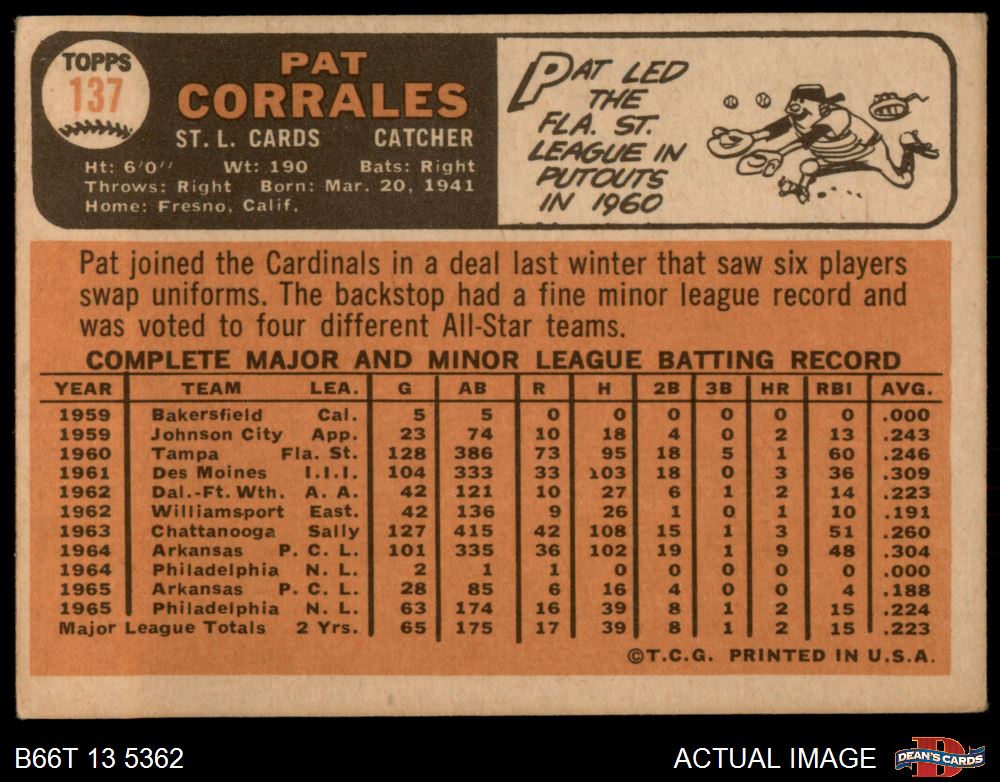 TOPPS
137
PAT
CORRALES
ST. L. CARDS CATCHER
Ht: 6'0" Wt: 190 Bats: Right
Throws: Right Born: Mar. 20, 1941
Home: Fresno, Calif.
PAT LED
THE
FLA. ST.
LEAGUE IN
PUTOUTS
IN 1960
Pat joined the Cardinals in a deal last winter that saw six players
swap uniforms. The backstop had a fine minor league record and
was voted to four different All-Star teams.
COMPLETE MAJOR AND MINOR LEAGUE BATTING RECORD
YEAR TEAM LEA. G AB R H 2B 3B HR RBI AVG.
1959 Bakersfield Cal. 5 5 0 0 0 0 0 0 .000
1959 Johnson City App. 23 74 10 18 4 0 2 13 .243
1960 Tampa Fla. St. 128 386 73 95 18 5 1 60 .246
1961 Des Moines I.I.I. 104 333 33 103 18 0 3 36 .309
1962 Dal.-Ft. Wth. A. A. 42 121 10 27 6 1 2 14 .223
1962 Williamsport East. 42 136 9 26 1 0 1 10 .191
1963 Chattanooga Sally 127 415 42 108 15 1 3 51 .260
1964 Arkansas P. C. L. 101 335 36 102 19 1 9 48 .304
1964 Philadelphia N. L. 2 1 1 0 0 0 0 0 .000
1965 Arkansas P. C. L. 28 85 6 16 4 0 0 4 .188
1965 Philadelphia N. L. 63 174 16 39 8 1 2 15 .224
Major League Totals 2 Yrs. 65 175 17 39 8 1 2 15 .223
©T.C.G. PRINTED IN U.S.A.
B66T 13 5362 ACTUAL IMAGE
D
DEAN'S CARDS